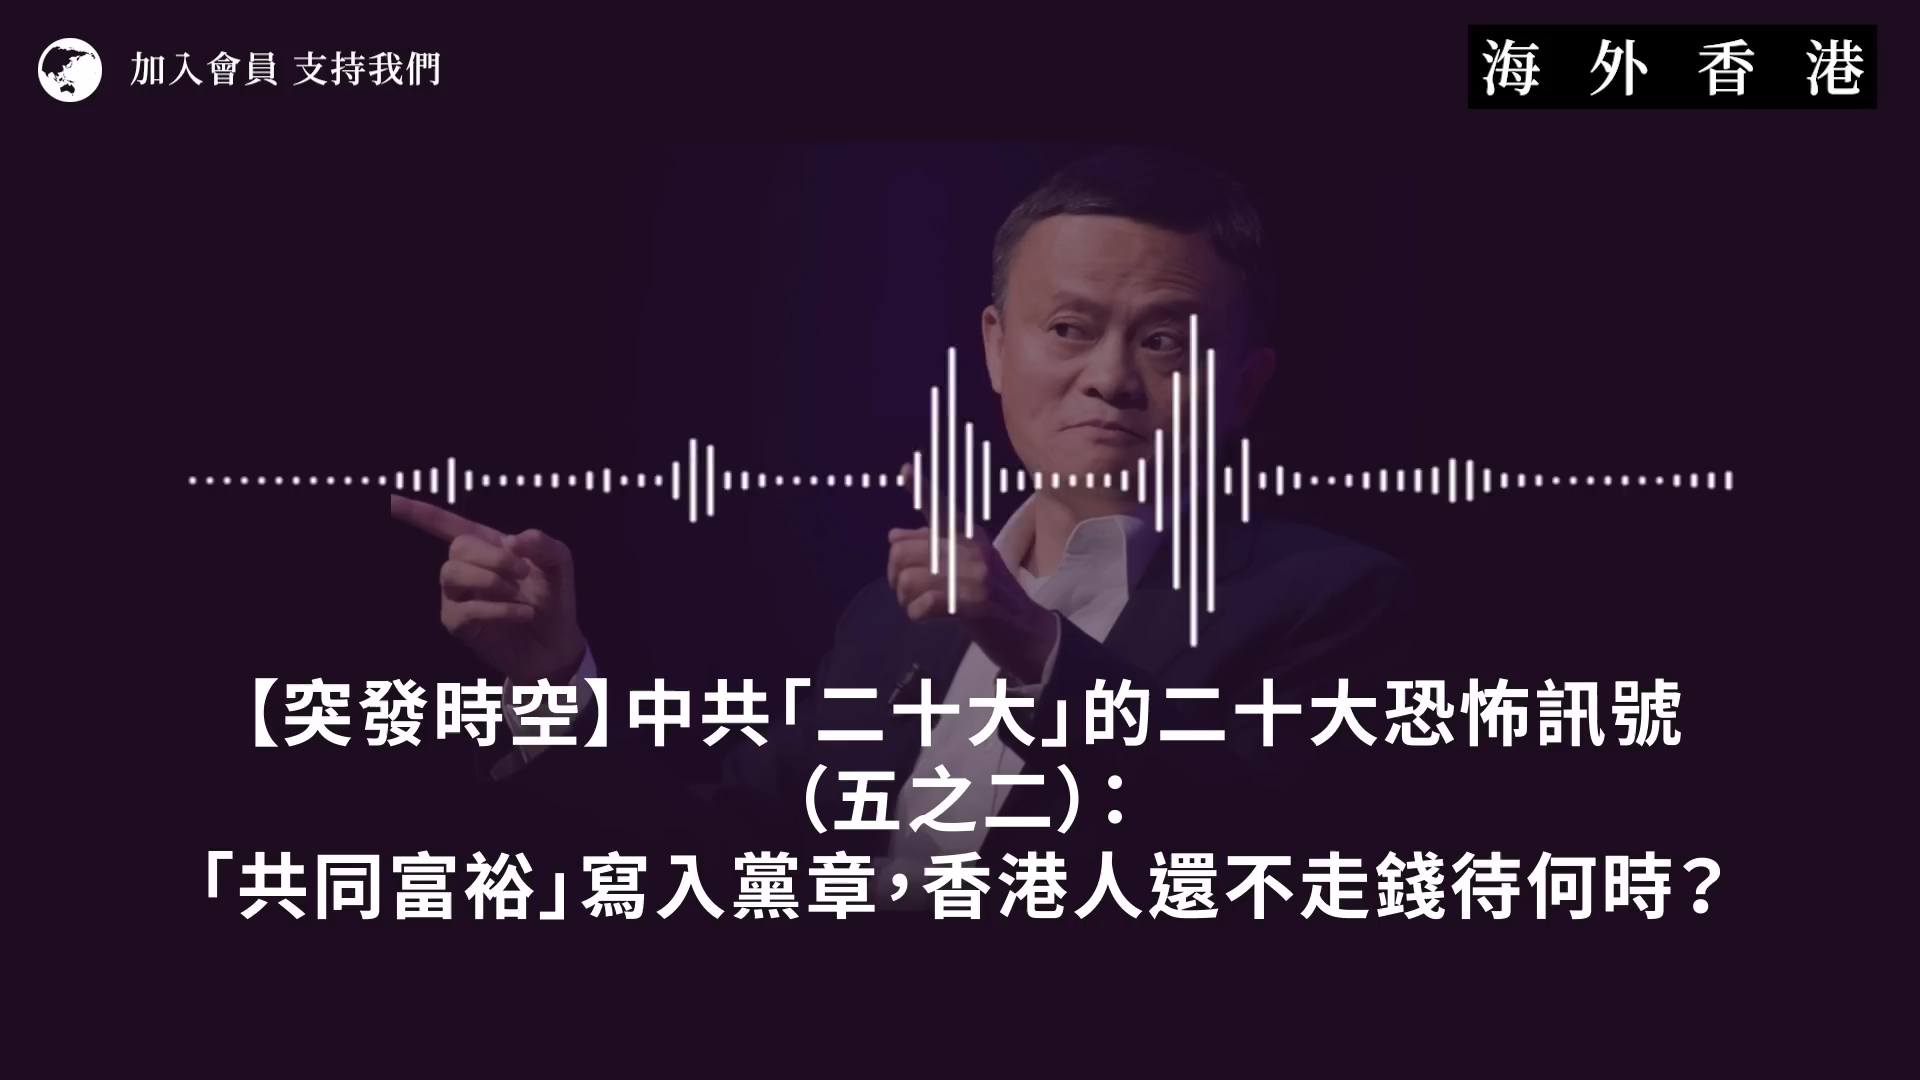 加入會員 支持我們
海外香港
【突發時空】中共「二十大」的二十大恐怖訊號
（五之二）：
「共同富裕」寫入黨章，香港人還不走錢待何時？